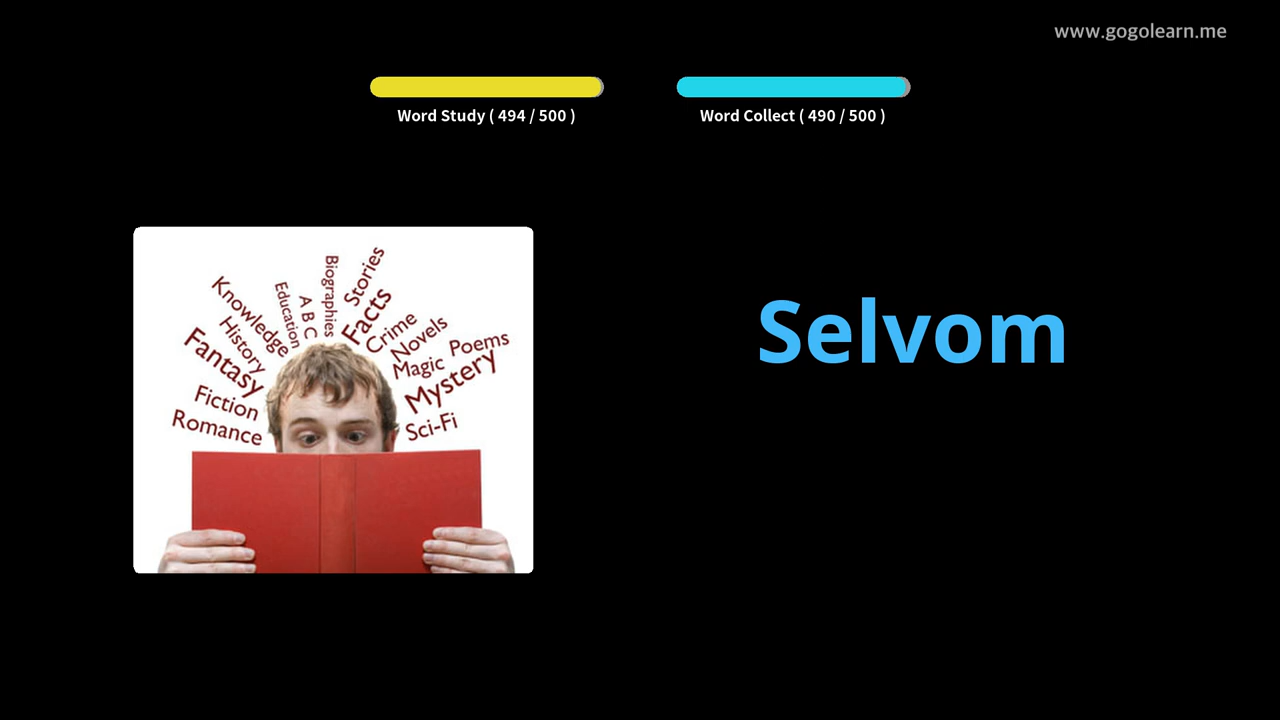 www.gogolearn.me
Word Study ( 494 / 500 )
Word Collect ( 490 / 500 )
Selvom
Romance
Fiction
Fantasy
History
Knowledge
Education
A B C
Biographies
Stories
Facts
Crime
Novels
Poems
Magic
Mystery
Sci-Fi